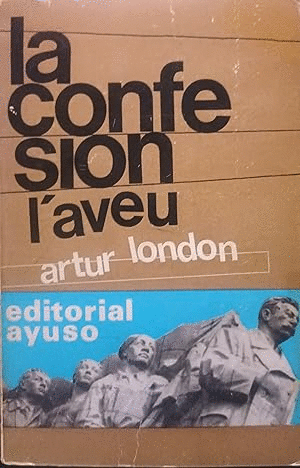 la
confe
sion
l'aveu
artur london
editorial
ayuso